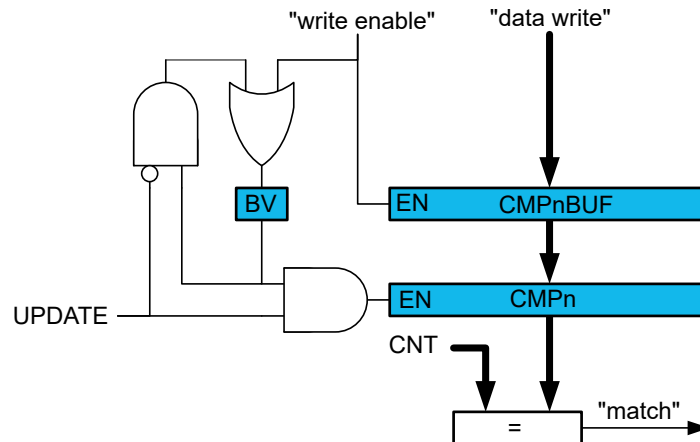 "write enable"
"data write"
BV
EN
CMPnBUF
EN
CMPn
UPDATE
CNT
=
"match"